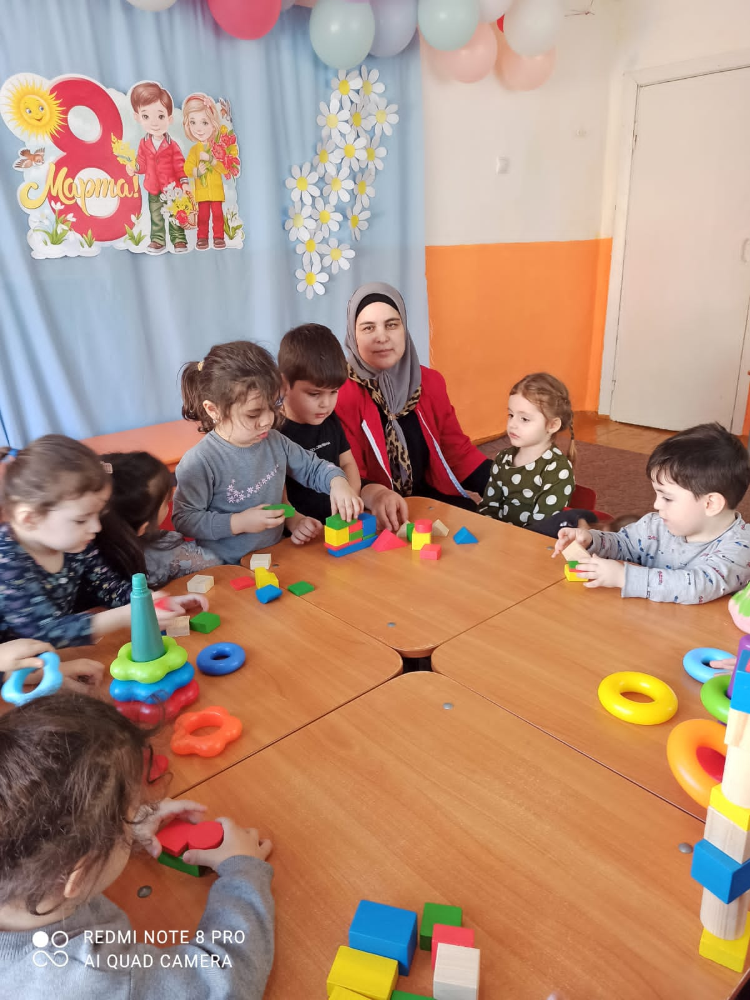 8
Марта!
REDMI NOTE 8 PRO
AI QUAD CAMERA